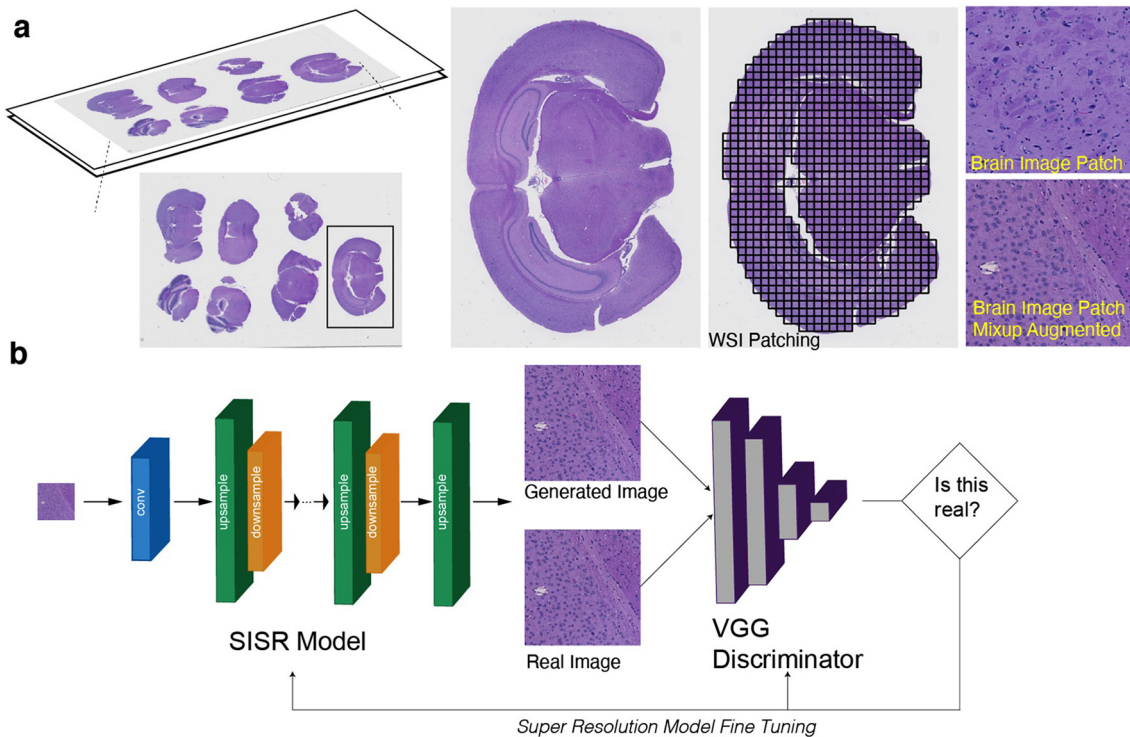 a
Brain Image Patch
Brain Image Patch
Mixup Augmented
WSI Patching
b
conv
upsample
downsample
...
upsample
downsample
upsample
Generated Image
Real Image
Is this
real?
SISR Model
VGG
Discriminator
Super Resolution Model Fine Tuning